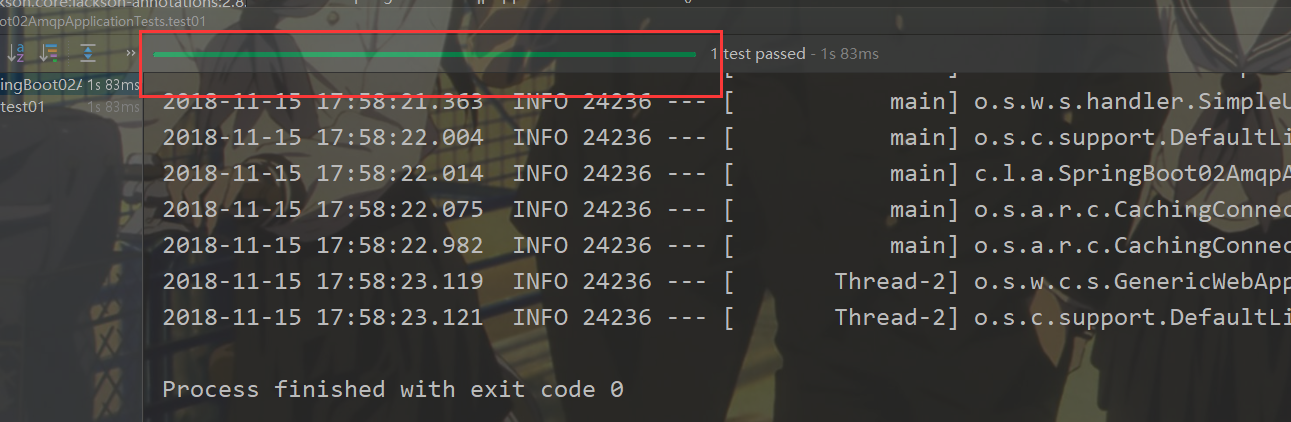 kson.core:jackson-annotations:2.8
oot02AmqpApplicationTests.test01
» 1 test passed - 1s 83ms
ingBoot02A 1s 83ms
test01 1s 83ms
2018-11-15 17:58:21.363 INFO 24236 --- [ main] o.s.w.s.handler.SimpleU
2018-11-15 17:58:22.004 INFO 24236 --- [ main] o.s.c.support.DefaultLi
2018-11-15 17:58:22.014 INFO 24236 --- [ main] c.l.a.SpringBoot02AmqpA
2018-11-15 17:58:22.075 INFO 24236 --- [ main] o.s.a.r.c.CachingConnec
2018-11-15 17:58:22.982 INFO 24236 --- [ main] o.s.a.r.c.CachingConnec
2018-11-15 17:58:23.119 INFO 24236 --- [ Thread-2] o.s.w.c.s.GenericWebApp
2018-11-15 17:58:23.121 INFO 24236 --- [ Thread-2] o.s.c.support.DefaultLi
Process finished with exit code 0